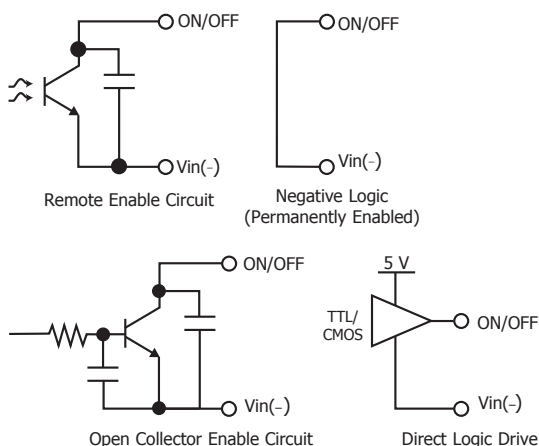 ON/OFF
Vin(–)
Remote Enable Circuit
ON/OFF
Vin(–)
Negative Logic
(Permanently Enabled)
ON/OFF
Vin(–)
Open Collector Enable Circuit
5 V
TTL/
CMOS
ON/OFF
Vin(–)
Direct Logic Drive